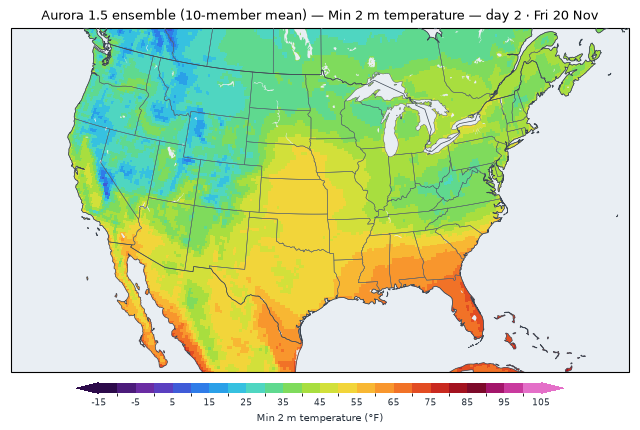 Aurora 1.5 ensemble (10-member mean) — Min 2 m temperature — day 2 · Fri 20 Nov
-15 -5 5 15 25 35 45 55 65 75 85 95 105
Min 2 m temperature (°F)